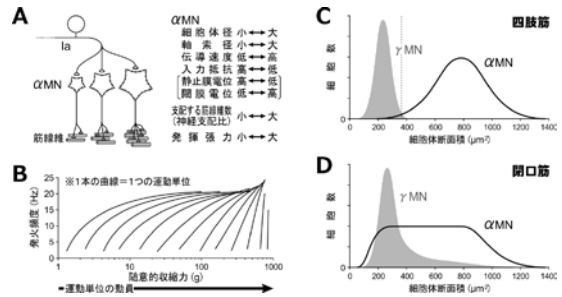 A
Ia
αMN
筋線維
αMN
細胞体径 小↔大
軸索径 小↔大
伝導速度 低↔高
入力抵抗 高↔低
静止膜電位 低↔高
閾膜電位 低↔高
支配する筋線維数 小↔大
(神経支配比)
発揮張力 小↔大
B
※1本の曲線=1つの運動単位
発火頻度 (Hz)
25
20
15
10
5
0
1 10 100 1000
随意的収縮力 (g)
運動単位の動員
C
四肢筋
γMN
αMN
細胞数
0 200 400 600 800 1000 1200 1400
細胞体断面積 (μm²)
D
閉口筋
γMN
αMN
細胞数
0 200 400 600 800 1000 1200 1400
細胞体断面積 (μm²)